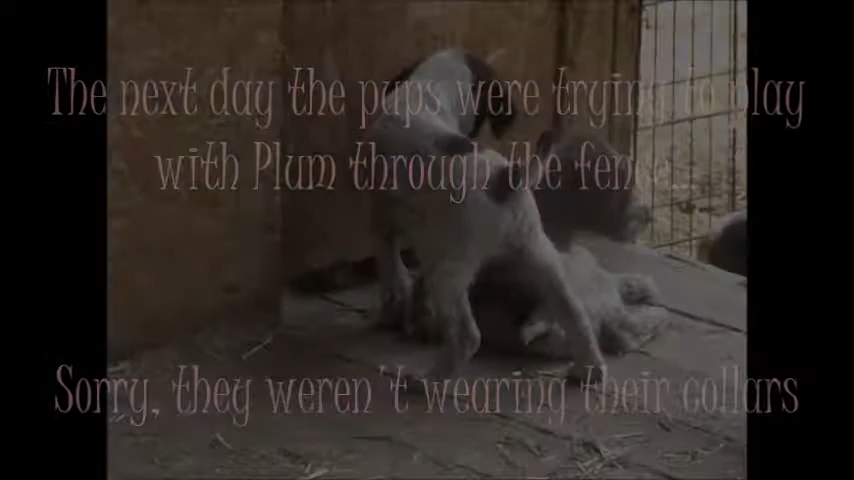 The next day the pups were trying to play
with Plum through the fence...
Sorry, they weren't wearing their collars